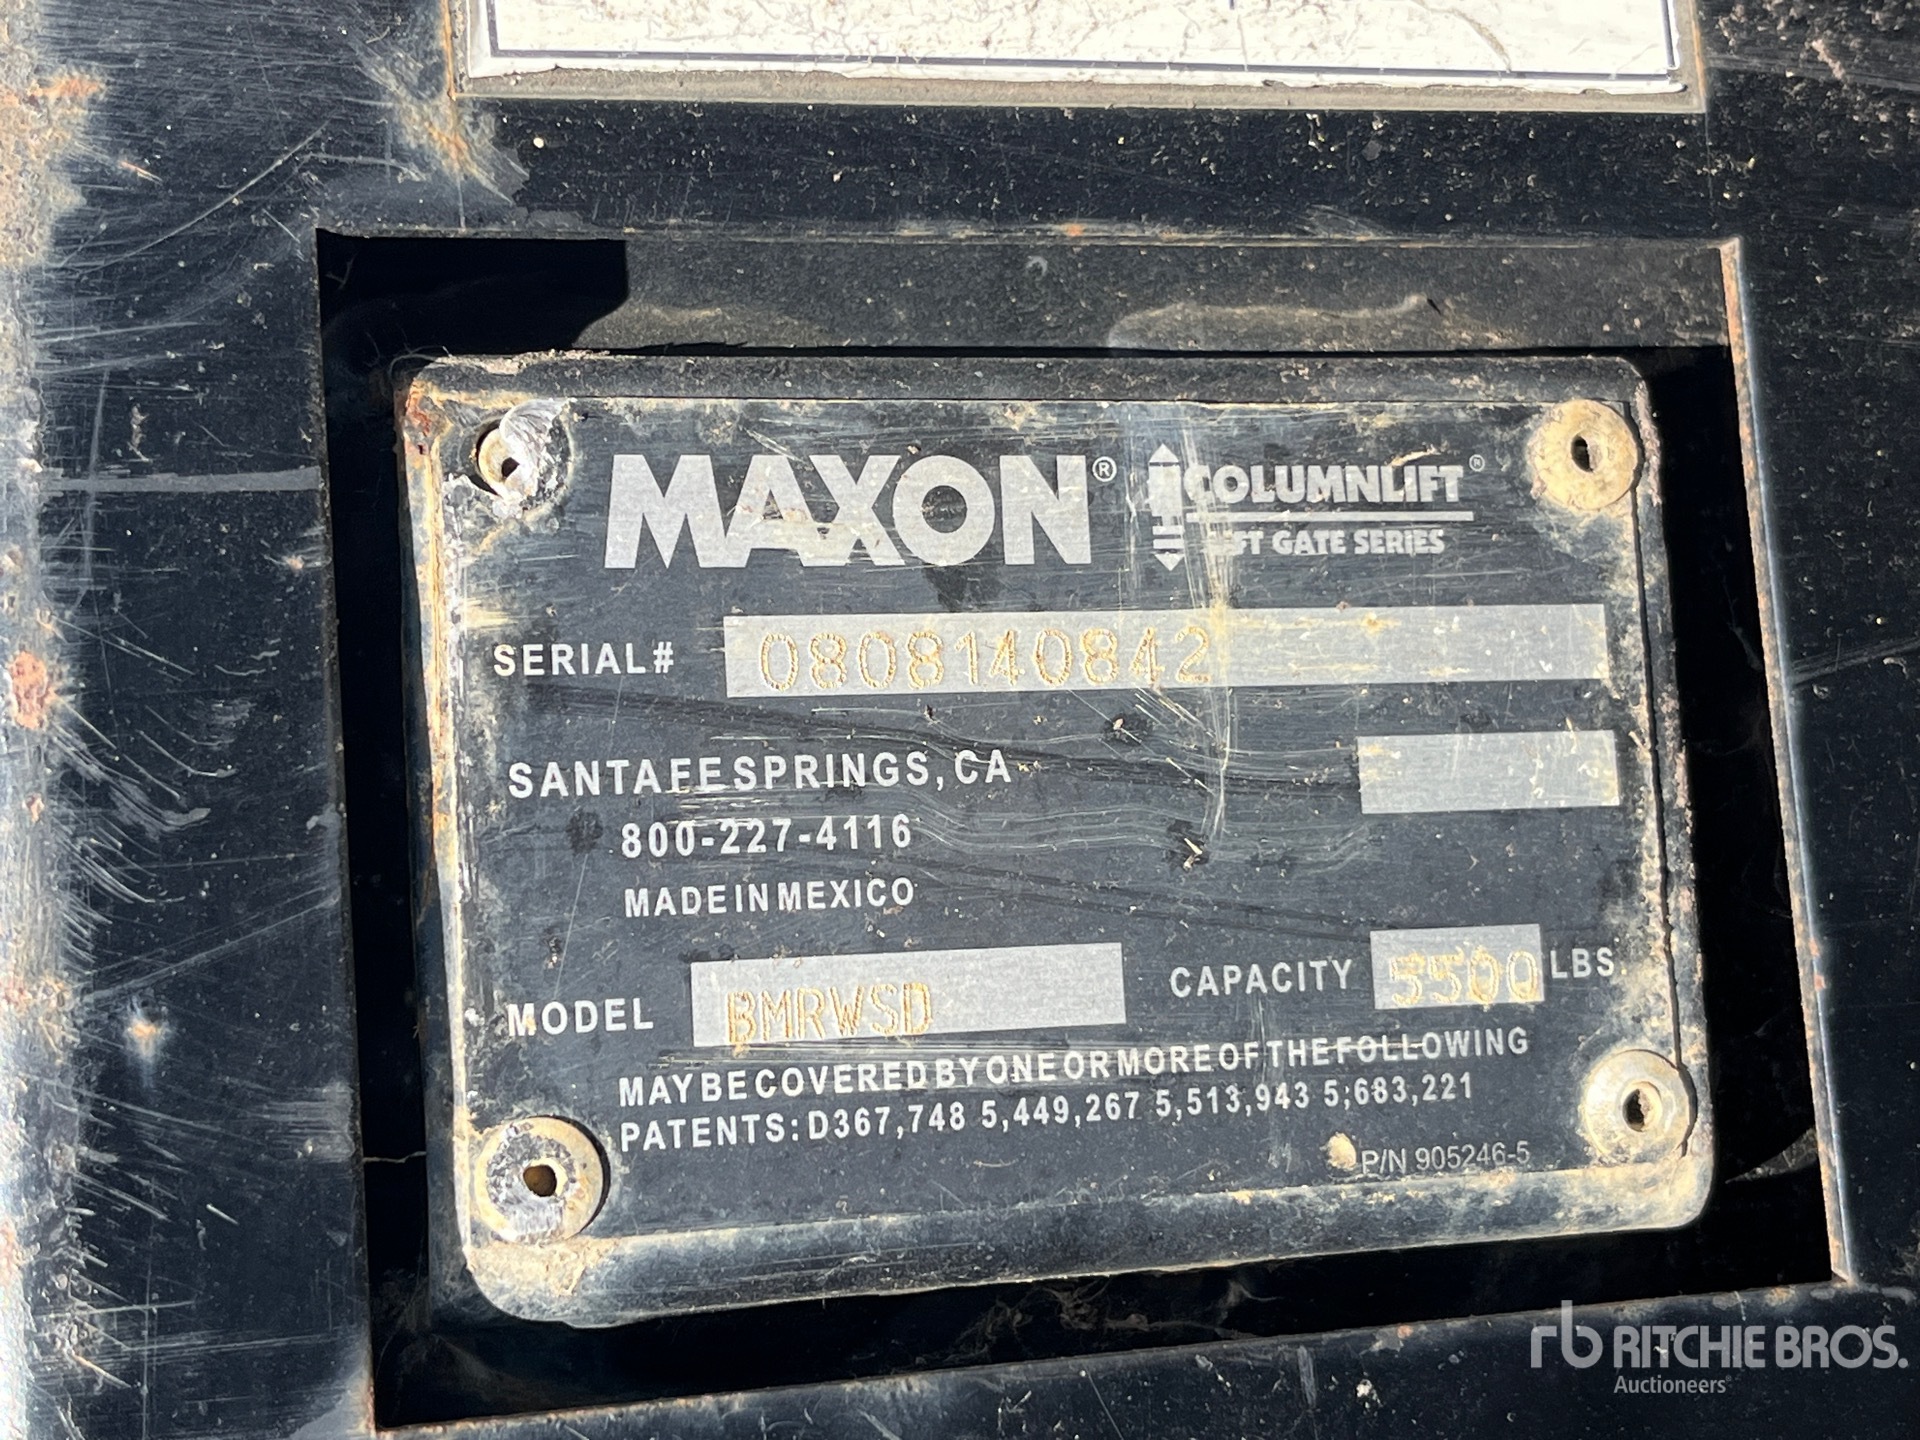 MAXON® COLUMNLIFT®
LIFT GATE SERIES
SERIAL# 0808140842
SANTA FE SPRINGS, CA
800-227-4116
MADE IN MEXICO
MODEL BMRWSD CAPACITY 5500 LBS.
MAY BE COVERED BY ONE OR MORE OF THE FOLLOWING
PATENTS: D367,748 5,449,267 5,513,943 5;683,221
P/N 905246-5
rb RITCHIE BROS.
Auctioneers®